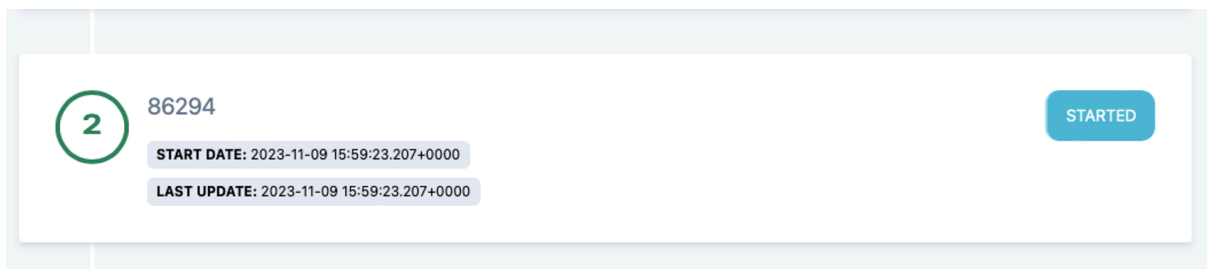 2
86294
STARTED
START DATE: 2023-11-09 15:59:23.207+0000
LAST UPDATE: 2023-11-09 15:59:23.207+0000